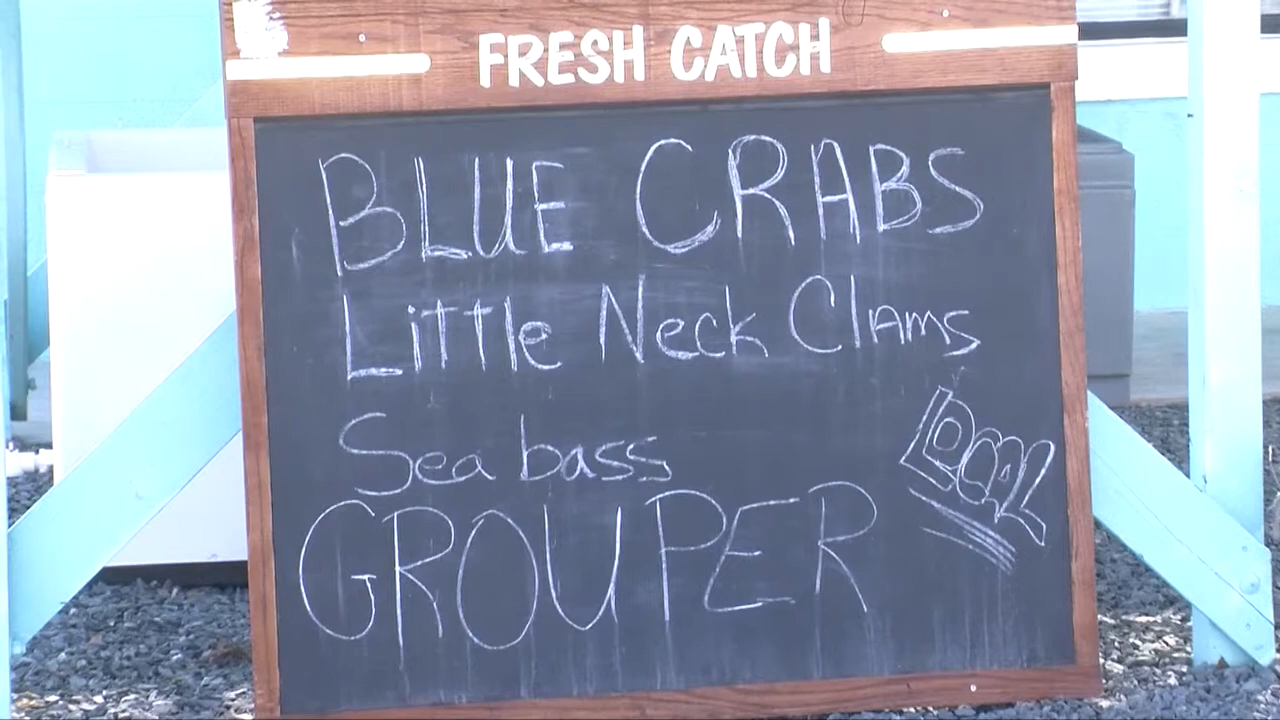 FRESH CATCH
BLUE CRABS
Little Neck Clams
Sea bass
LOCAL
GROUPER